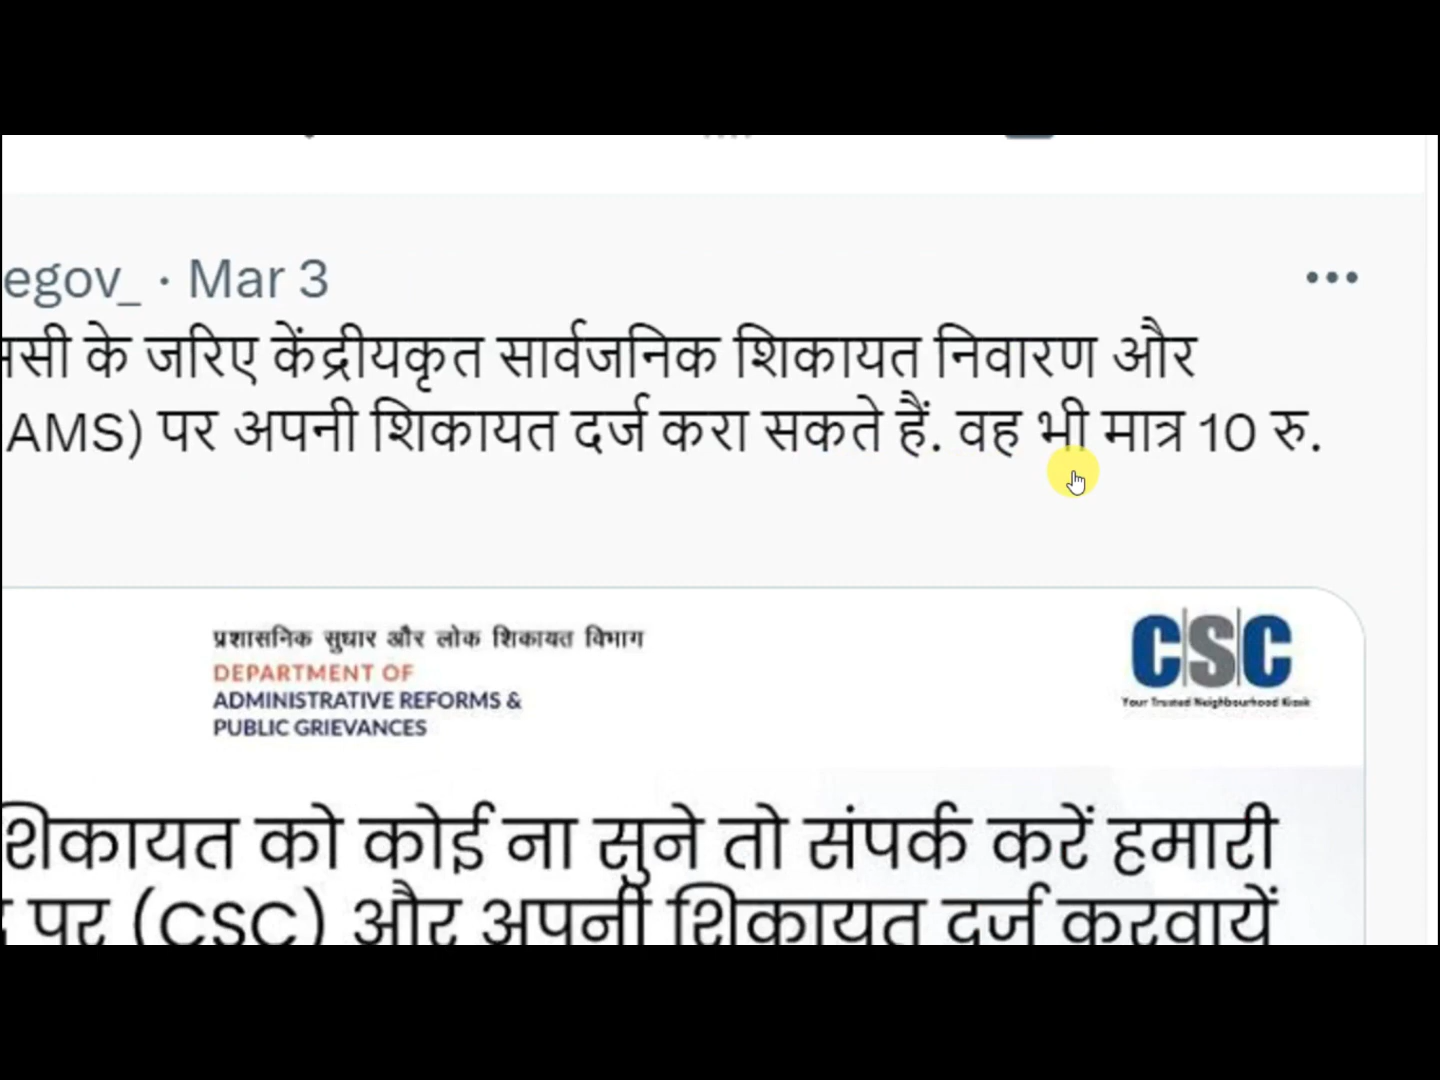 egov_ · Mar 3
के जरिए केंद्रीयकृत सार्वजनिक शिकायत निवारण और
AMS) पर अपनी शिकायत दर्ज करा सकते हैं. वह भी मात्र 10 रु.
प्रशासनिक सुधार और लोक शिकायत विभाग
DEPARTMENT OF
ADMINISTRATIVE REFORMS &
PUBLIC GRIEVANCES
CSC
Your Trusted Neighbourhood Kiosk
शिकायत को कोई ना सुने तो संपर्क करें हमारी
पर (CSC) और अपनी शिकायत दर्ज करवायें